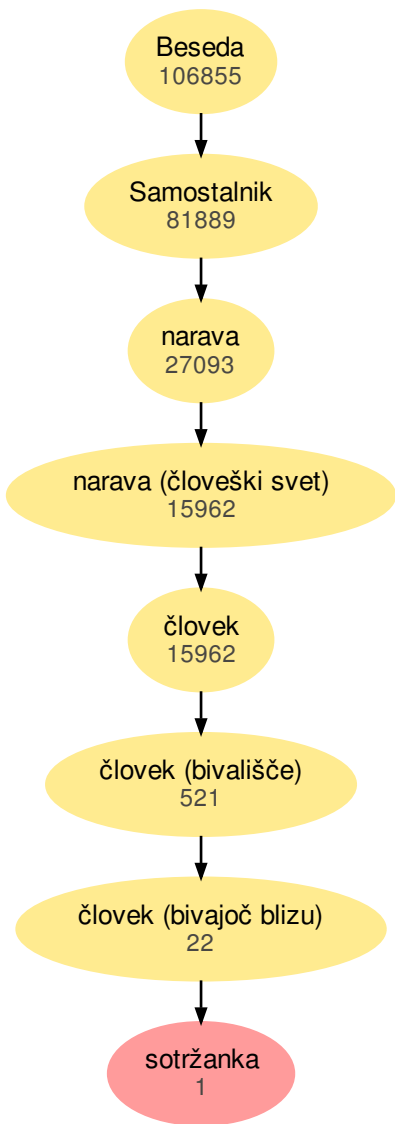 Beseda
106855
Samostalnik
81889
narava
27093
narava (človeški svet)
15962
človek
15962
človek (bivališče)
521
človek (bivajoč blizu)
22
sotržanka
1